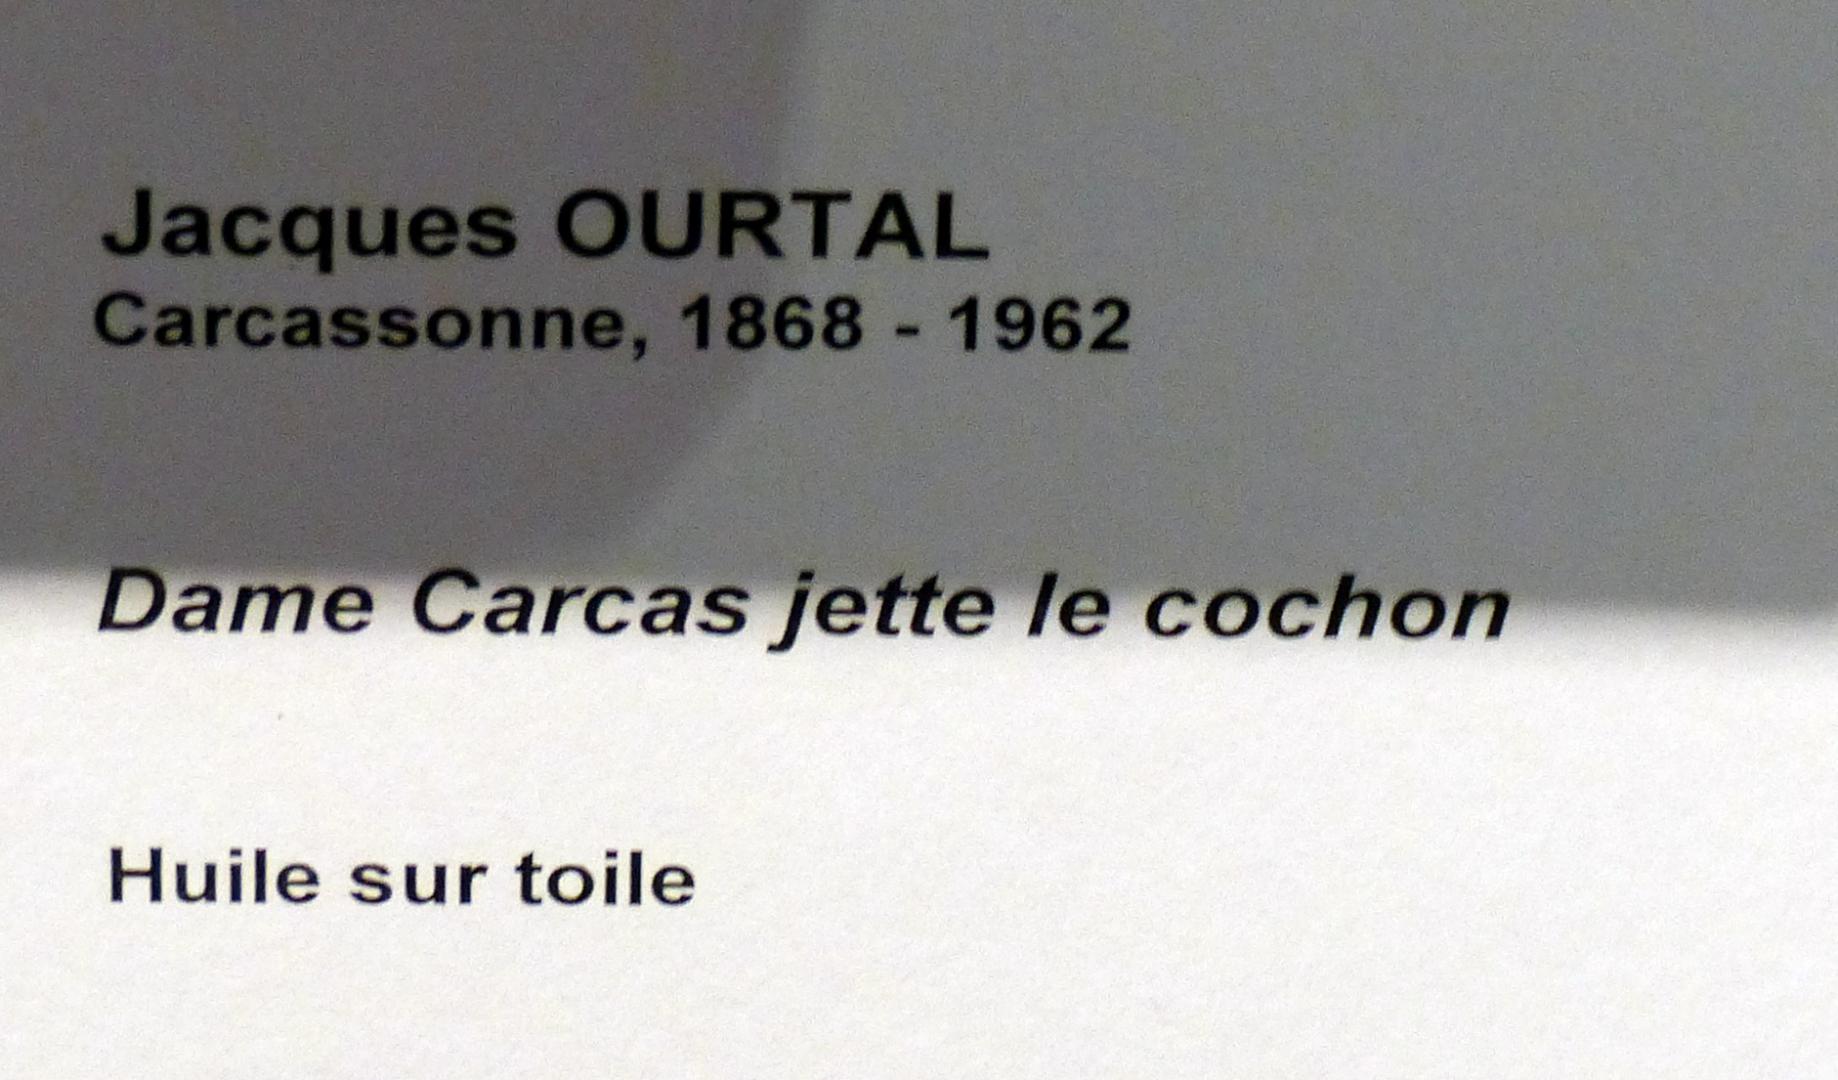 Jacques OURTAL
Carcassonne, 1868 - 1962
Dame Carcas jette le cochon
Huile sur toile